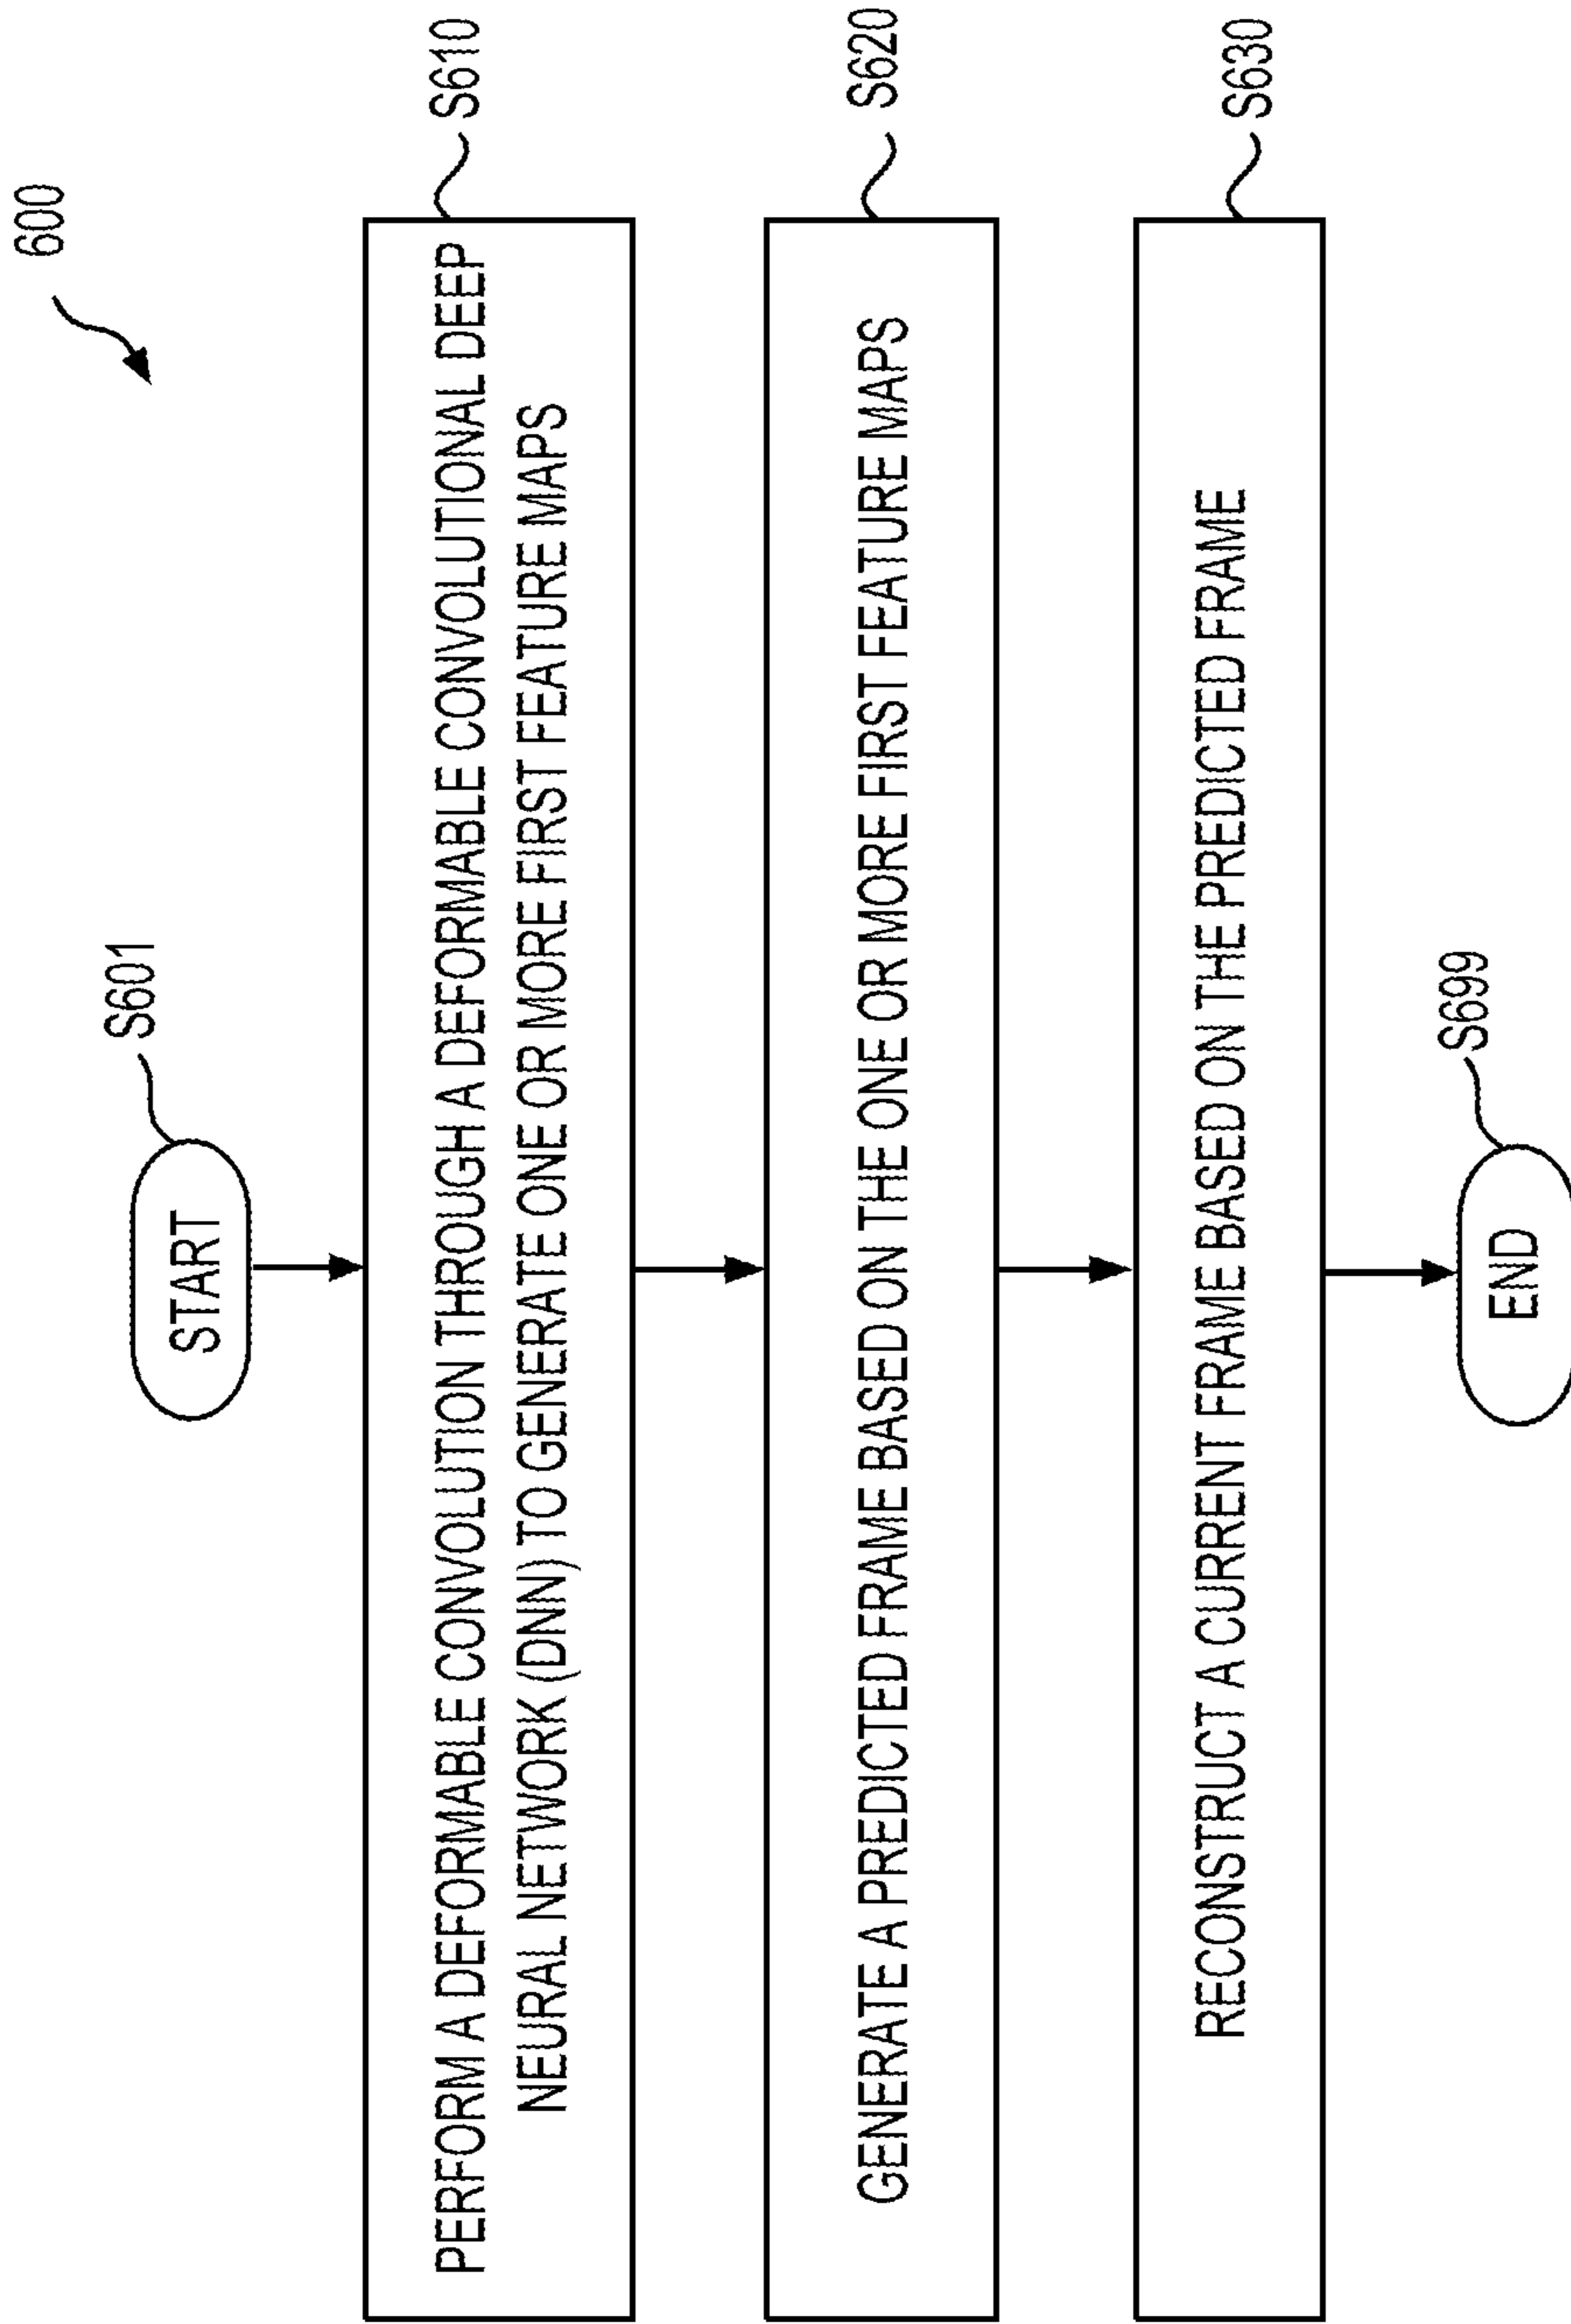 600
START
S601
PERFORM A DEFORMABLE CONVOLUTION THROUGH A DEFORMABLE CONVOLUTIONAL DEEP
NEURAL NETWORK (DNN) TO GENERATE ONE OR MORE FIRST FEATURE MAPS
S610
GENERATE A PREDICTED FRAME BASED ON THE ONE OR MORE FIRST FEATURE MAPS
S620
RECONSTRUCT A CURRENT FRAME BASED ON THE PREDICTED FRAME
S630
END
S699